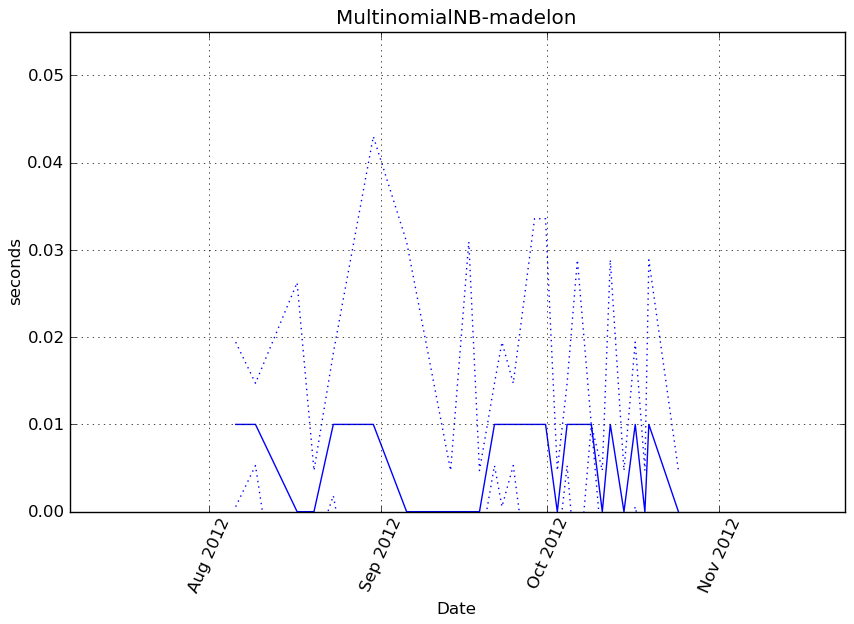 MultinomialNB-madelon
0.05
0.04
0.03
0.02
0.01
0.00
seconds
Aug 2012
Sep 2012
Oct 2012
Nov 2012
Date